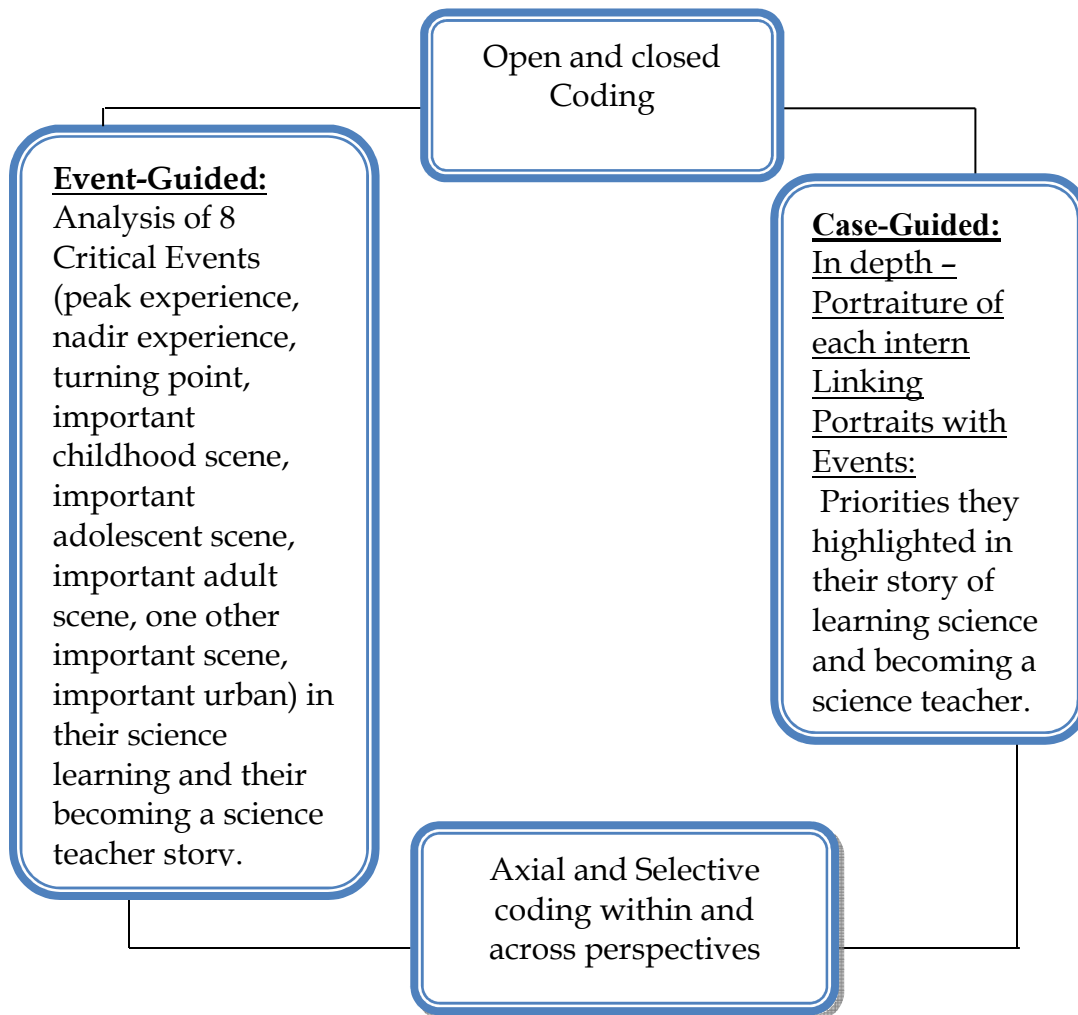 Open and closed
Coding
Event-Guided:
Analysis of 8
Critical Events
(peak experience,
nadir experience,
turning point,
important
childhood scene,
important
adolescent scene,
important adult
scene, one other
important scene,
important urban) in
their science
learning and their
becoming a science
teacher story.
Case-Guided:
In depth –
Portraiture of
each intern
Linking
Portraits with
Events:
Priorities they
highlighted in
their story of
learning science
and becoming a
science teacher.
Axial and Selective
coding within and
across perspectives